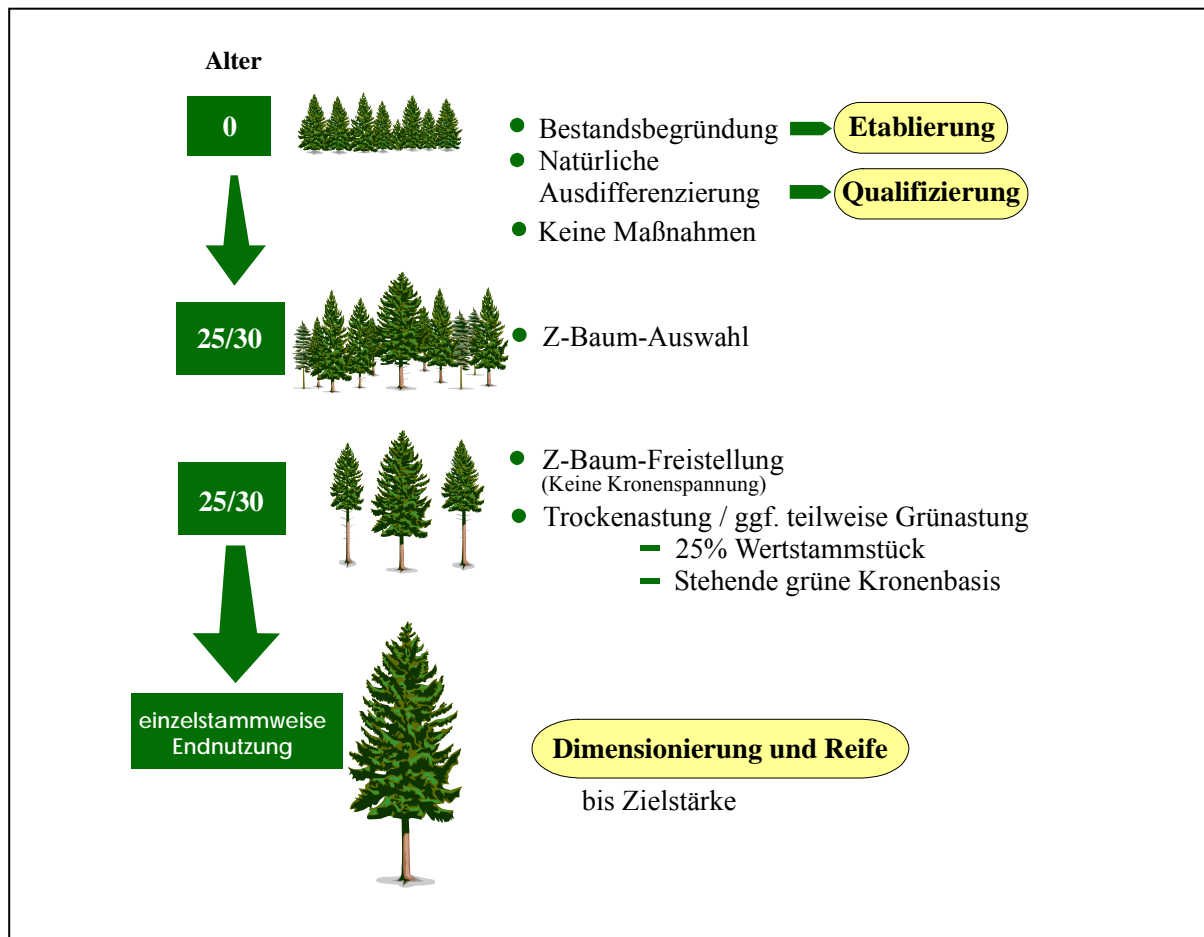 Alter
0
Bestandsbegründung
Etablierung
Natürliche
Ausdifferenzierung
Qualifizierung
Keine Maßnahmen
25/30
Z-Baum-Auswahl
25/30
Z-Baum-Freistellung
(Keine Kronenspannung)
Trockenastung / ggf. teilweise Grünastung
25% Wertstammstück
Stehende grüne Kronenbasis
einzelstammweise
Endnutzung
Dimensionierung und Reife
bis Zielstärke